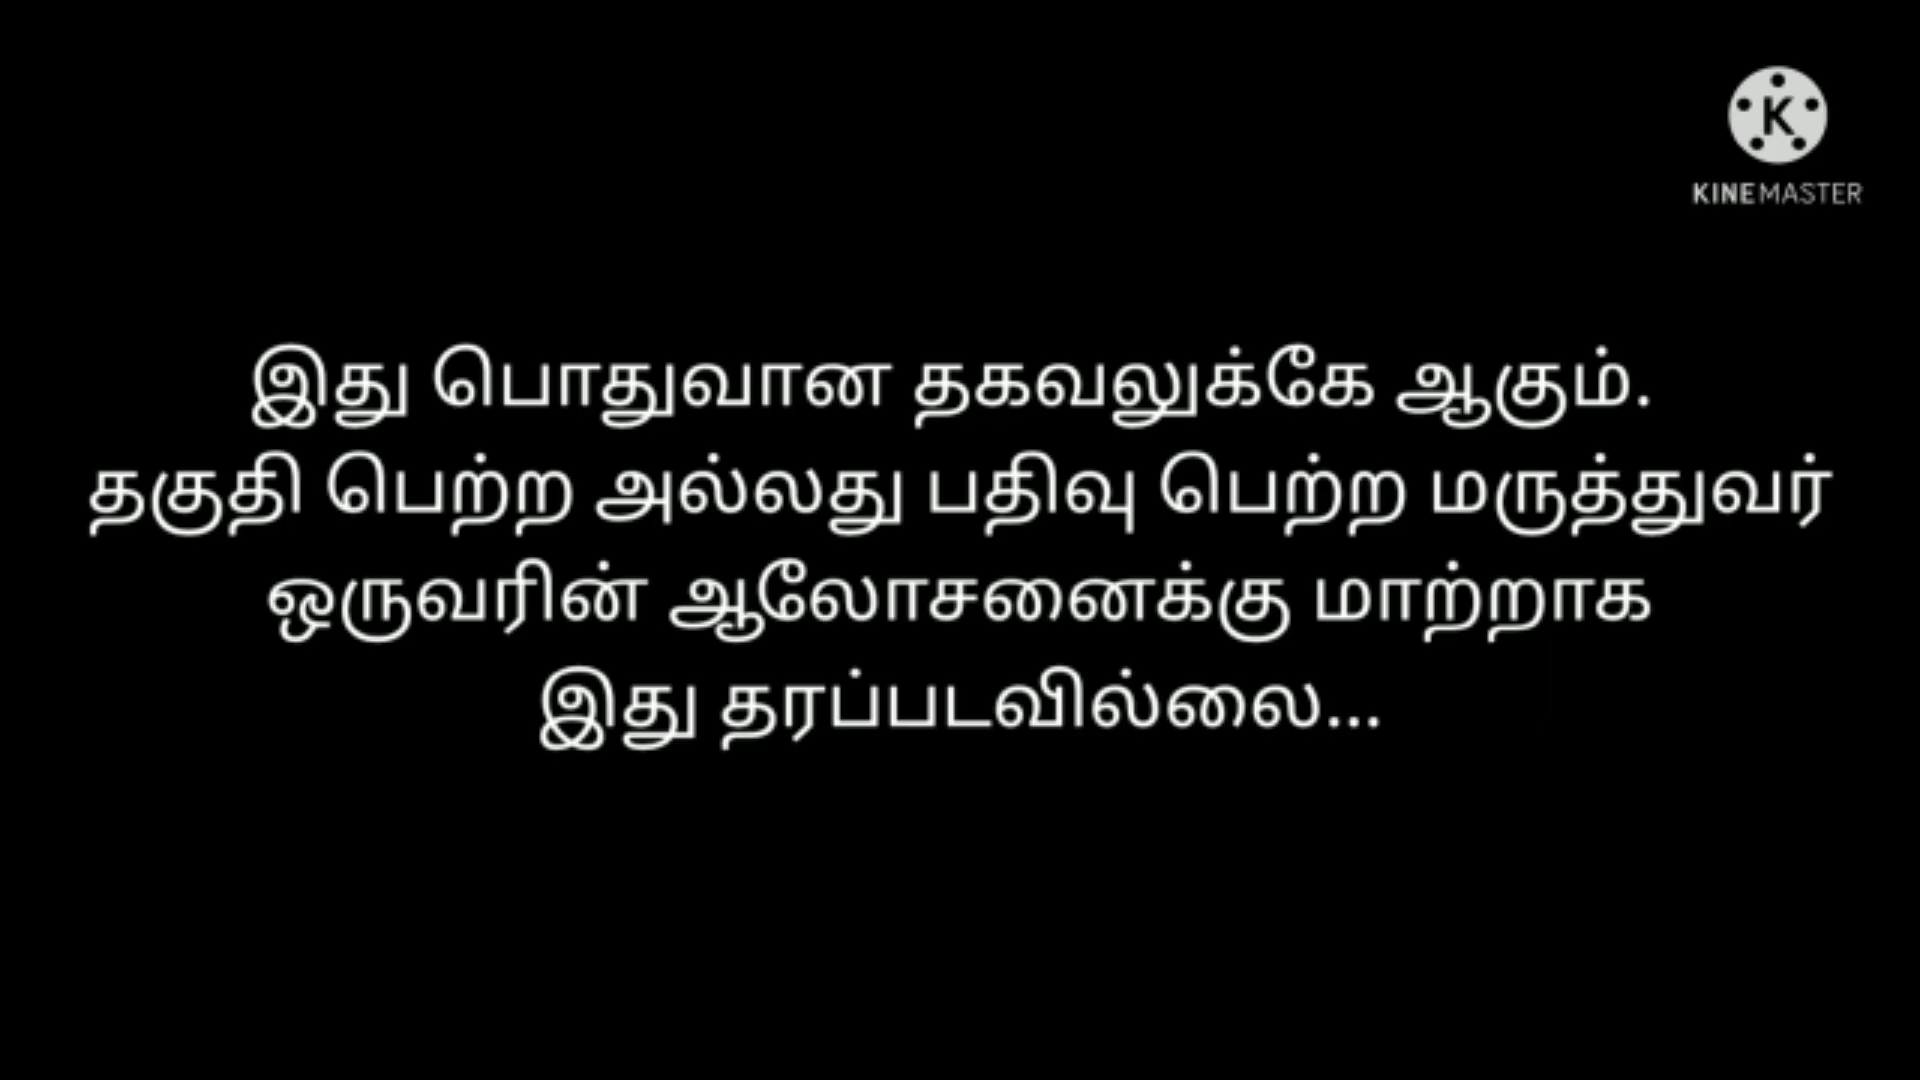 K
KINEMASTER
இது பொதுவான தகவலுக்கே ஆகும்.
தகுதி பெற்ற அல்லது பதிவு பெற்ற மருத்துவர்
ஒருவரின் ஆலோசனைக்கு மாற்றாக
இது தரப்படவில்லை...